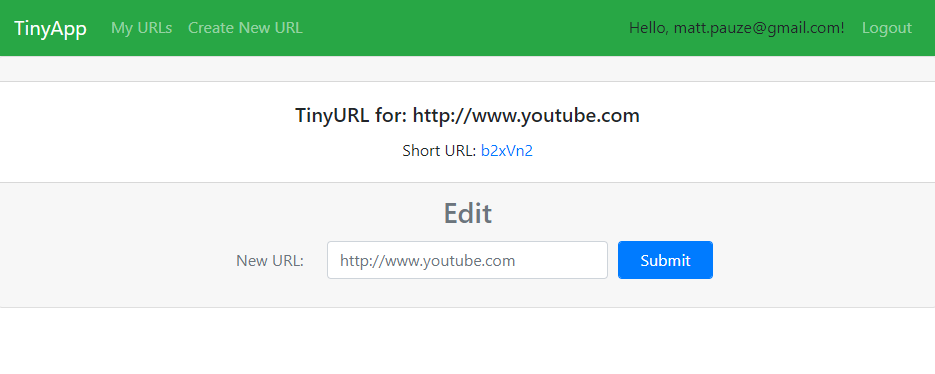 TinyApp My URLs Create New URL Hello, matt.pauze@gmail.com! Logout
TinyURL for: http://www.youtube.com
Short URL: b2xVn2
Edit
New URL: http://www.youtube.com Submit